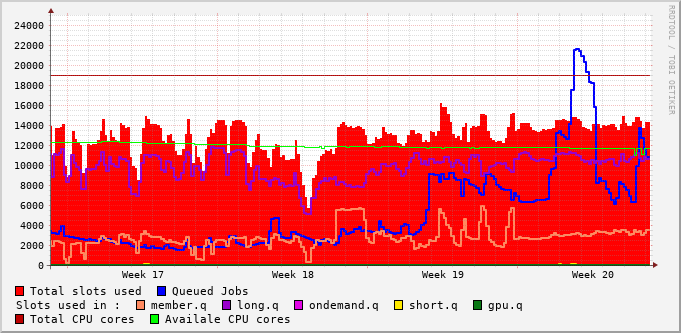 24000
22000
20000
18000
16000
14000
12000
10000
8000
6000
4000
2000
0
Week 17 Week 18 Week 19 Week 20
RRDTOOL / TOBI OETIKER
Total slots used Queued Jobs
Slots used in : member.q long.q ondemand.q short.q gpu.q
Total CPU cores Availale CPU cores